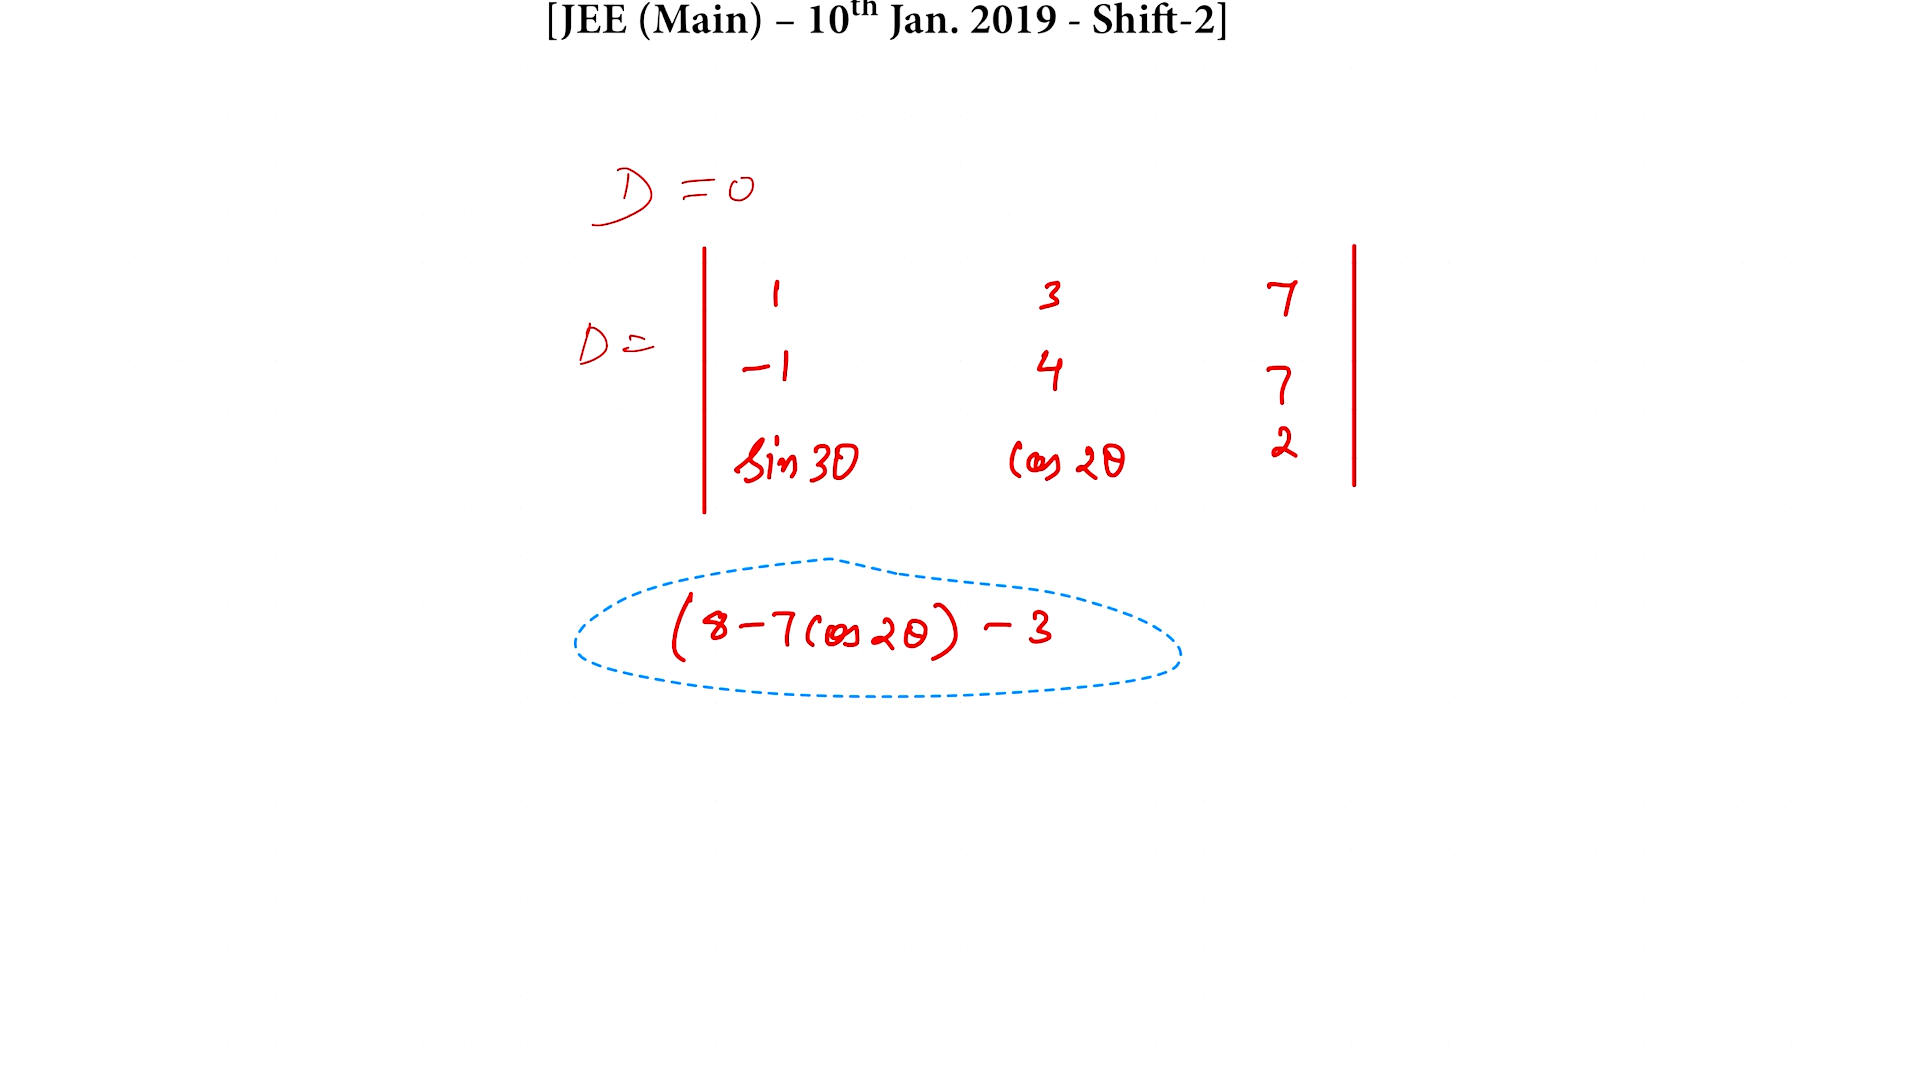 [JEE (Main) – 10th Jan. 2019 - Shift-2]
D = 0
D =
1 3 7
-1 4 7
sin 3θ cos 2θ 2
(8 - 7 cos 2θ) - 3